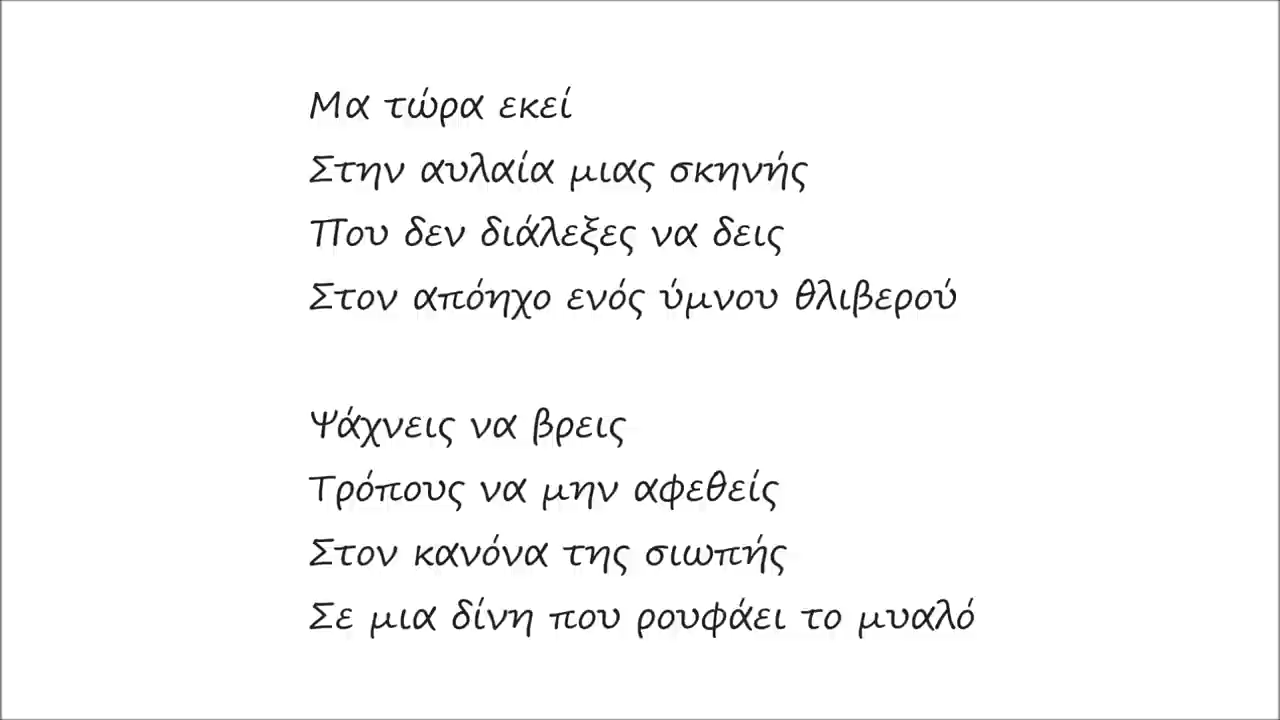 Μα τώρα εκεί
Στην αυλαία μιας σκηνής
Που δεν διάλεξες να δεις
Στον απόηχο ενός ύμνου θλιβερού

Ψάχνεις να βρεις
Τρόπους να μην αφεθείς
Στον κανόνα της σιωπής
Σε μια δίνη που ρουφάει το μυαλό